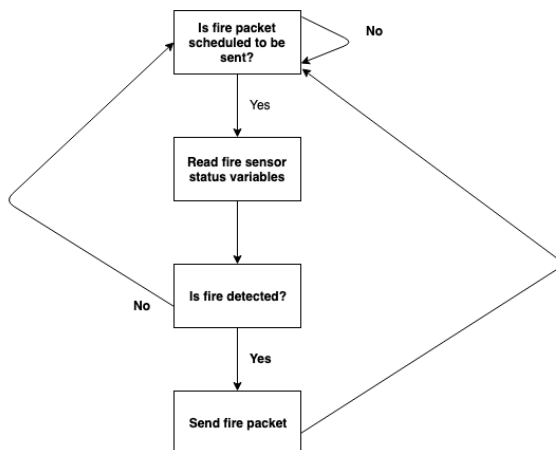 Is fire packet
scheduled to be
sent?
No
Yes
Read fire sensor
status variables
Is fire detected?
No
Yes
Send fire packet